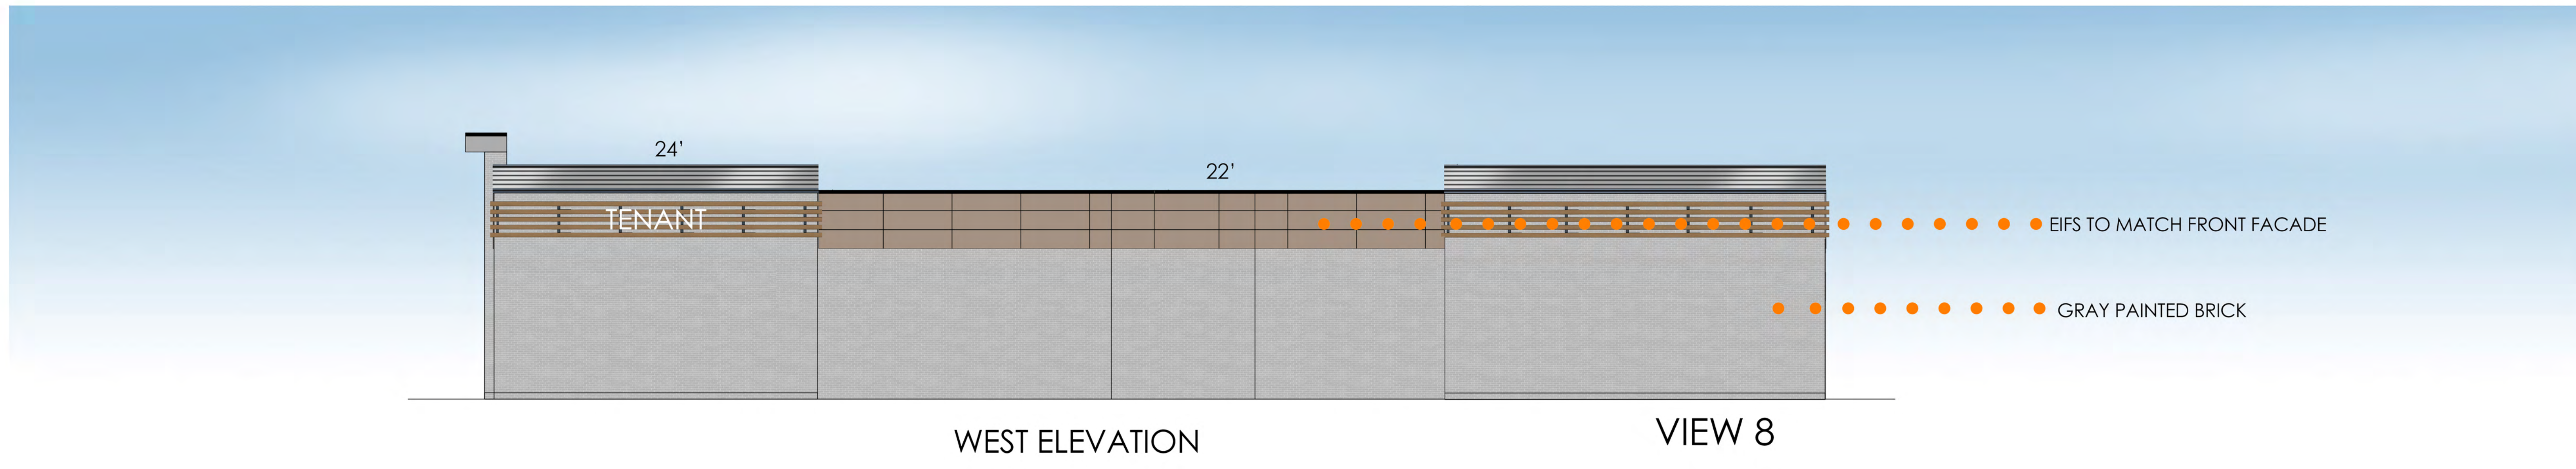 24'
22'
TENANT
EIFS TO MATCH FRONT FACADE
GRAY PAINTED BRICK
WEST ELEVATION
VIEW 8